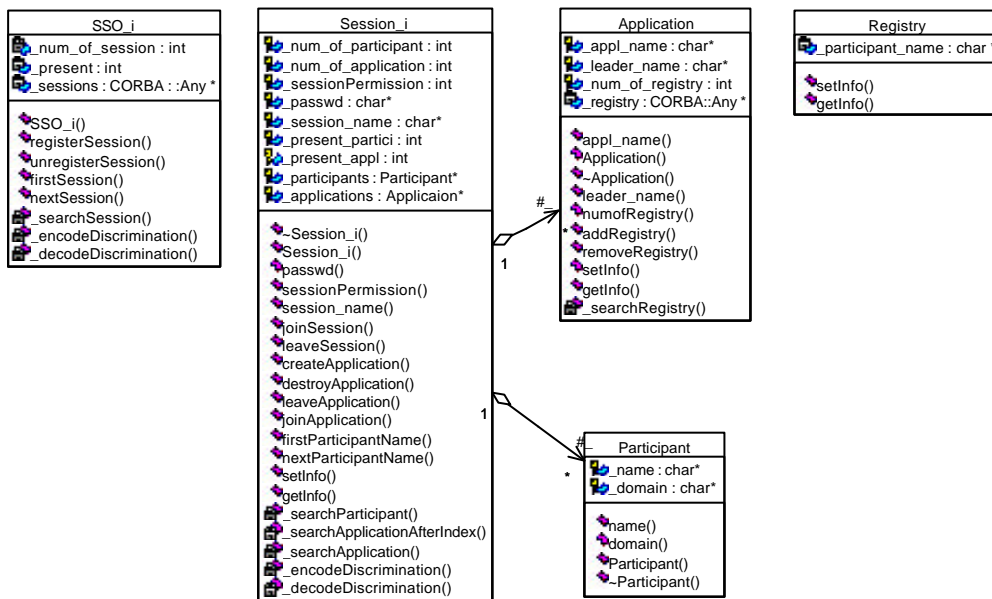 SSO_i
_num_of_session : int
_present : int
_sessions : CORBA : :Any *
SSO_i()
registerSession()
unregisterSession()
firstSession()
nextSession()
_searchSession()
_encodeDiscrimination()
_decodeDiscrimination()
Session_i
_num_of_participant : int
_num_of_application : int
_sessionPermission : int
_passwd : char*
_session_name : char*
_present_partici : int
_present_appl : int
_participants : Participant*
_applications : Applicaion*
~Session_i()
Session_i()
passwd()
sessionPermission()
session_name()
joinSession()
leaveSession()
createApplication()
destroyApplication()
leaveApplication()
joinApplication()
firstParticipantName()
nextParticipantName()
setInfo()
getInfo()
_searchParticipant()
_searchApplicationAfterIndex()
_searchApplication()
_encodeDiscrimination()
_decodeDiscrimination()
1
#_
*
1
#_
*
Application
_appl_name : char*
_leader_name : char*
_num_of_registry : int
_registry : CORBA::Any *
appl_name()
Application()
~Application()
leader_name()
numofRegistry()
addRegistry()
removeRegistry()
setInfo()
getInfo()
_searchRegistry()
Participant
_name : char*
_domain : char*
name()
domain()
Participant()
~Participant()
Registry
_participant_name : char *
setInfo()
getInfo()